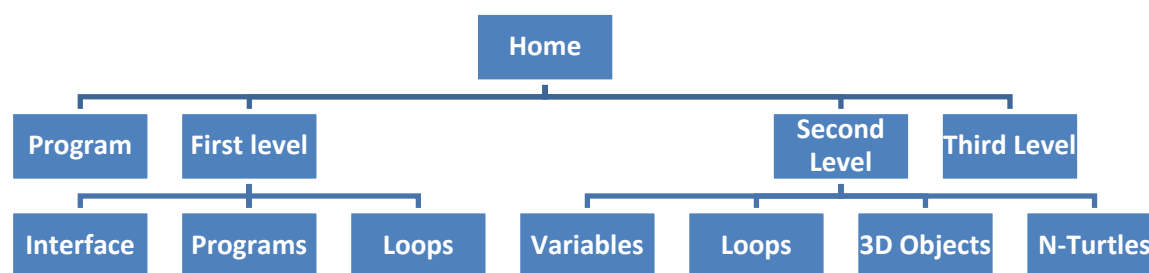 Home
Program
First level
Second
Level
Third Level
Interface
Programs
Loops
Variables
Loops
3D Objects
N-Turtles